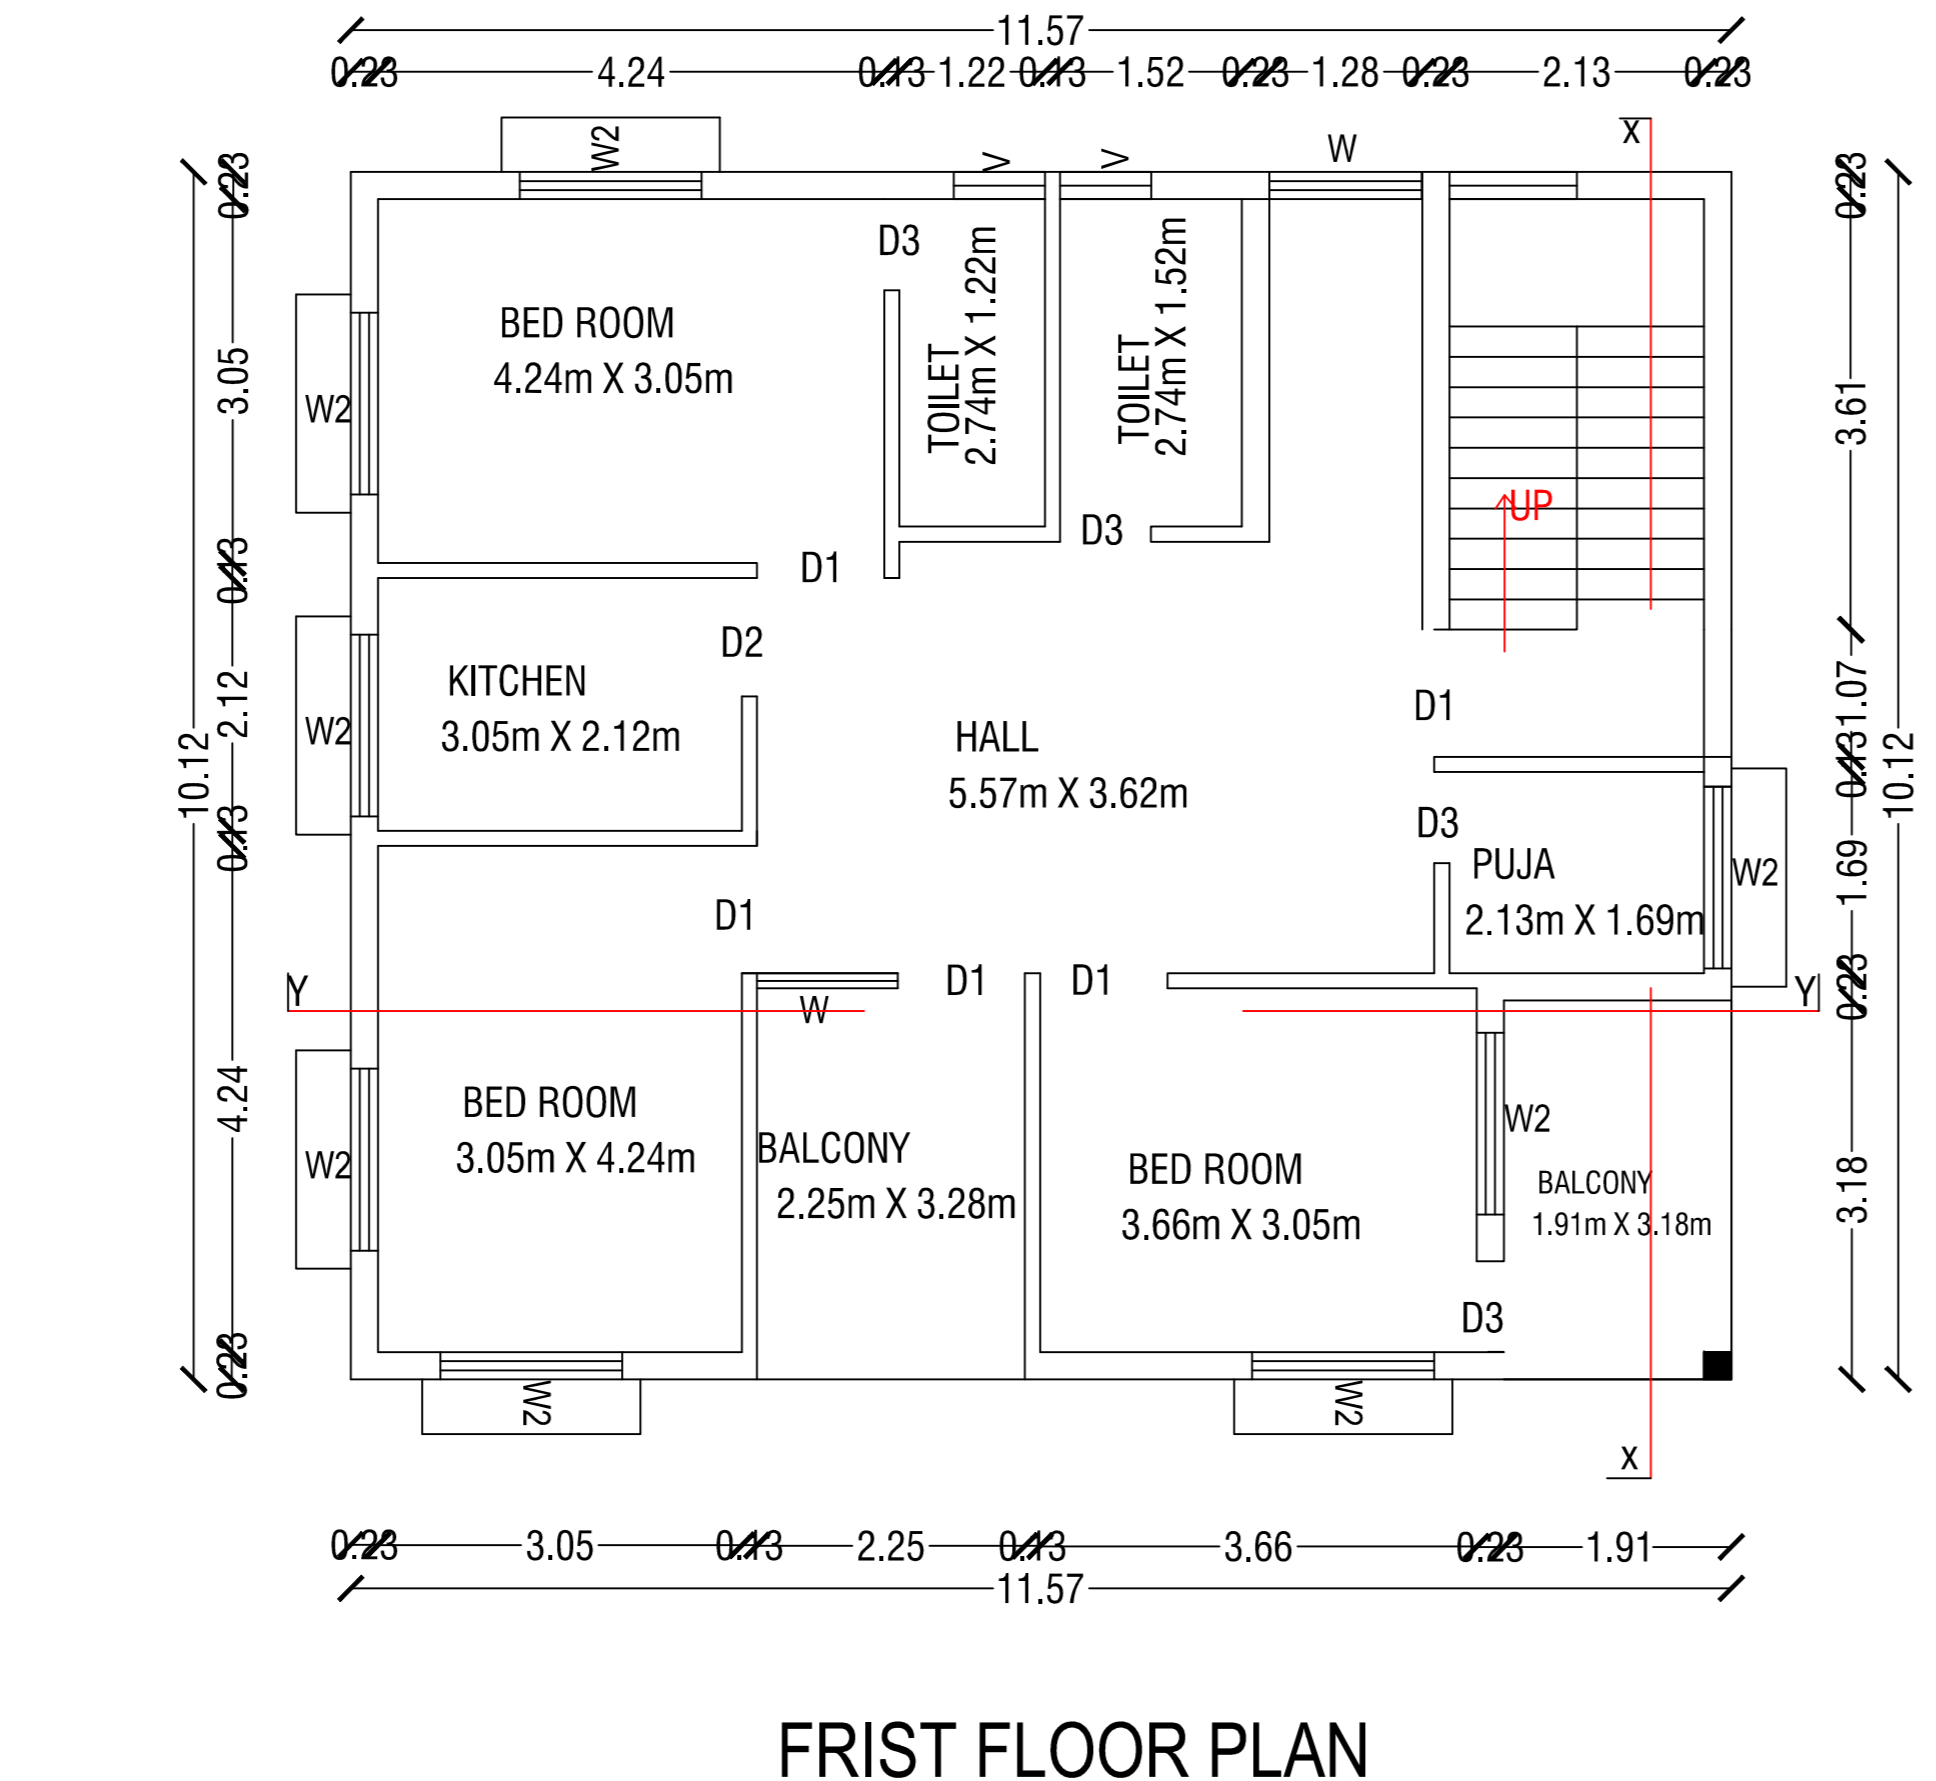 11.57
0.23 4.24 0.13 1.22 0.13 1.52 0.23 1.28 0.23 2.13 0.23
W2
V
V
W
X
0.23
3.05
0.13
2.12
0.13
4.24
0.23
10.12
0.23
3.61
1.07
0.13
1.69
0.23
3.18
10.12
D3
BED ROOM
4.24m X 3.05m
TOILET
2.74m X 1.22m
TOILET
2.74m X 1.52m
W2
UP
D3
D1
D2
KITCHEN
3.05m X 2.12m
W2
HALL
5.57m X 3.62m
D1
D3
PUJA
2.13m X 1.69m
W2
D1
D1
D1
Y
W
Y
BED ROOM
3.05m X 4.24m
W2
BALCONY
2.25m X 3.28m
BED ROOM
3.66m X 3.05m
W2
BALCONY
1.91m X 3.18m
D3
W2
W2
X
0.23 3.05 0.13 2.25 0.13 3.66 0.23 1.91
11.57
FRIST FLOOR PLAN